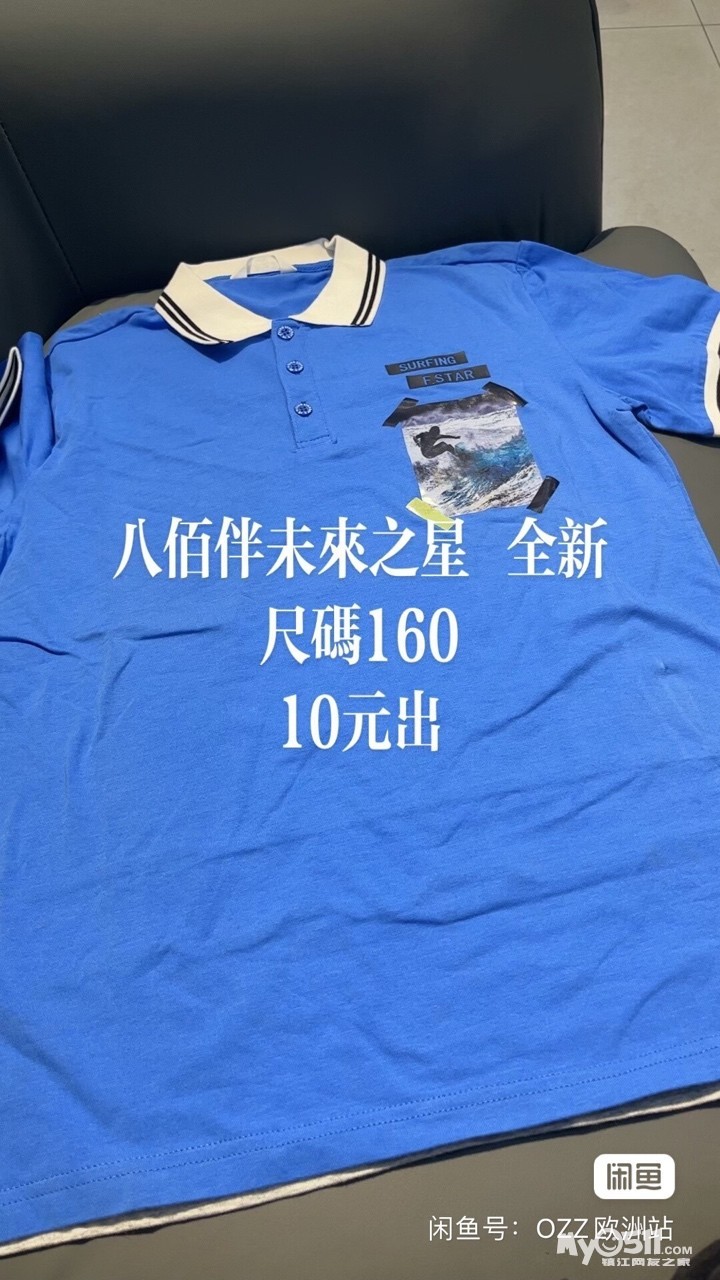 SURFING
F.STAR
八佰伴未來之星 全新
尺碼160
10元出
闲鱼
闲鱼号：OZZ 欧洲站
My0511.COM
镇江网友之家